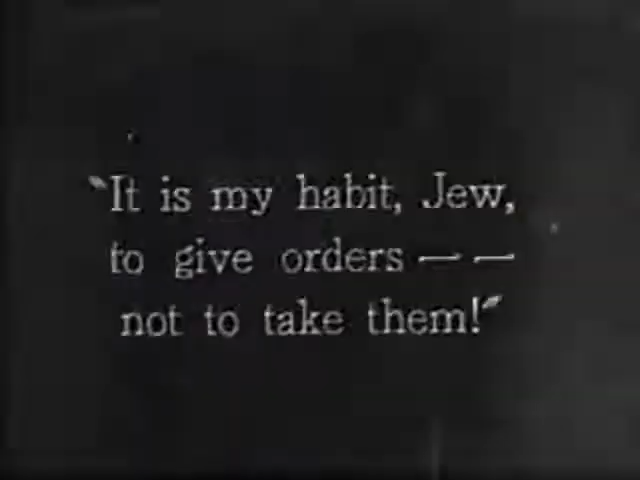 "It is my habit, Jew,
to give orders — —
not to take them!"